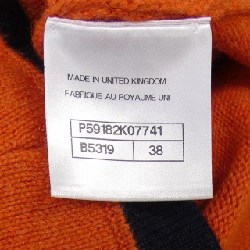 MADE IN UNITED KINGDOM
FABRIQUE AU ROYAUME UNI
P59182K07741
B5319 38